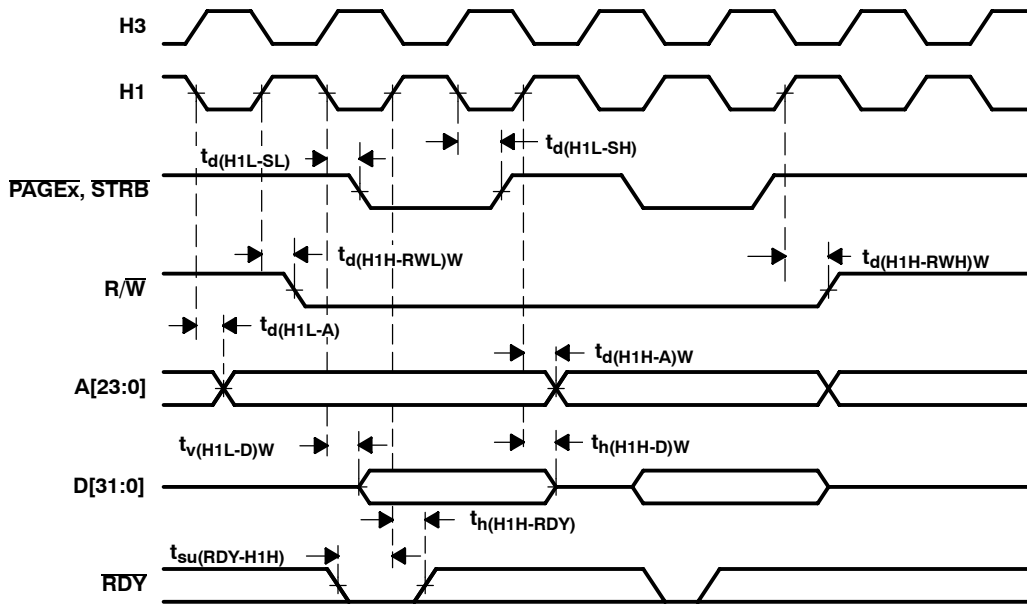 H3
H1
td(H1L-SL)
td(H1L-SH)
PAGEx, STRB
td(H1H-RWL)W
td(H1H-RWH)W
R/W
td(H1L-A)
td(H1H-A)W
A[23:0]
tv(H1L-D)W
th(H1H-D)W
D[31:0]
th(H1H-RDY)
tsu(RDY-H1H)
RDY